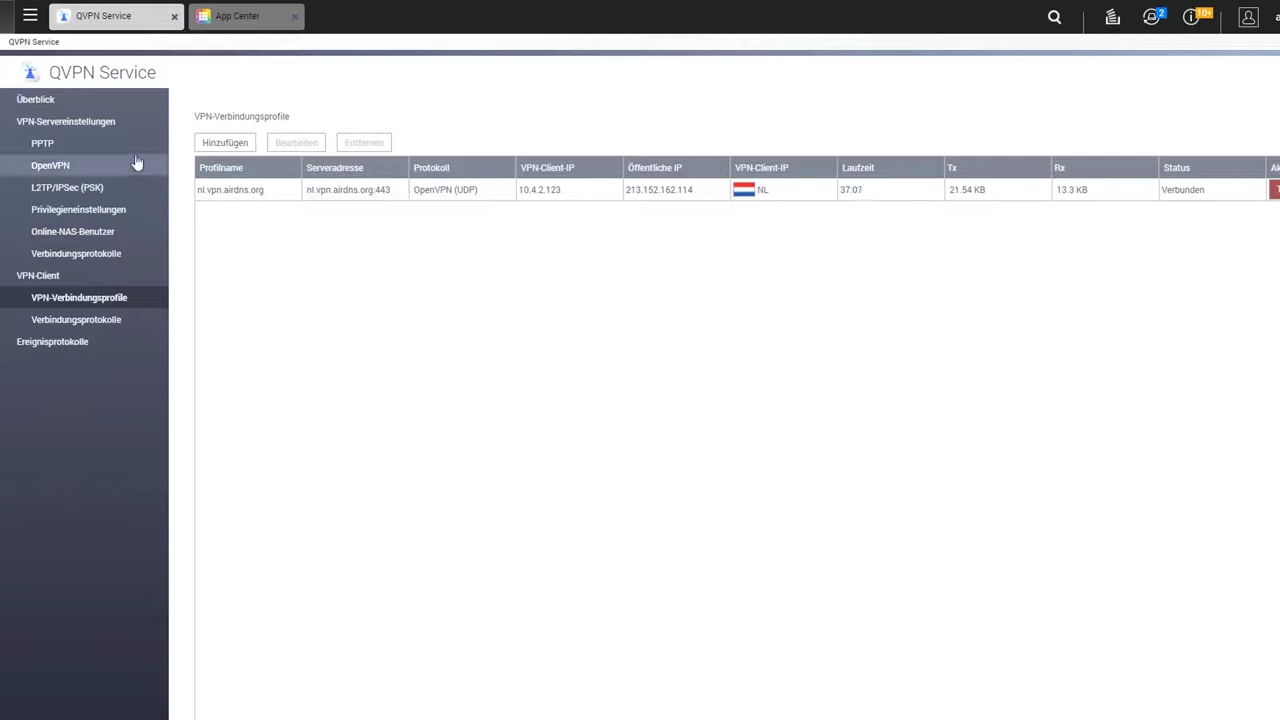 QVPN Service
App Center
2
10+
QVPN Service
QVPN Service
Überblick
VPN-Servereinstellungen
PPTP
OpenVPN
L2TP/IPSec (PSK)
Privilegieneinstellungen
Online-NAS-Benutzer
Verbindungsprotokolle
VPN-Client
VPN-Verbindungsprofile
Verbindungsprotokolle
Ereignisprotokolle
VPN-Verbindungsprofile
Hinzufügen Bearbeiten Entfernen
Profilname Serveradresse Protokoll VPN-Client-IP Öffentliche IP VPN-Client-IP Laufzeit Tx Rx Status
nl.vpn.airdns.org nl.vpn.airdns.org:443 OpenVPN (UDP) 10.4.2.123 213.152.162.114 NL 21.54 KB 13.3 KB Verbunden